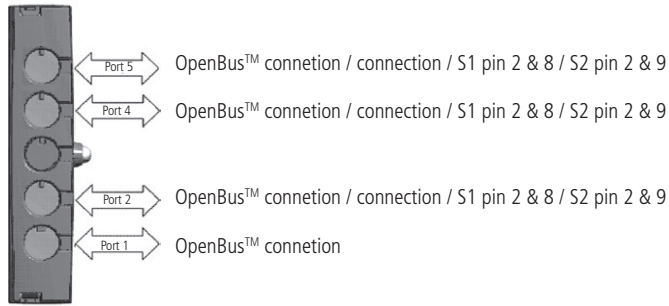 Port 5 OpenBus™ connetion / connection / S1 pin 2 & 8 / S2 pin 2 & 9
Port 4 OpenBus™ connetion / connection / S1 pin 2 & 8 / S2 pin 2 & 9
Port 2 OpenBus™ connetion / connection / S1 pin 2 & 8 / S2 pin 2 & 9
Port 1 OpenBus™ connetion